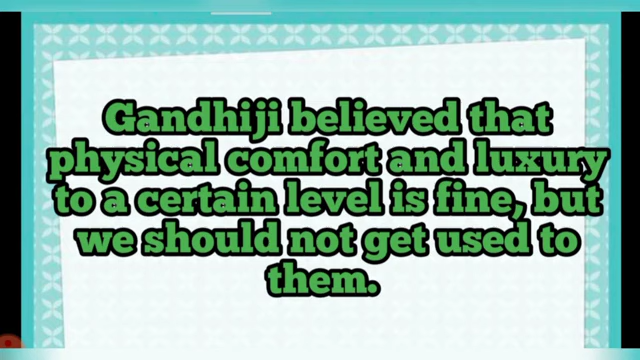 Gandhiji believed that
physical comfort and luxury
to a certain level is fine, but
we should not get used to
them.